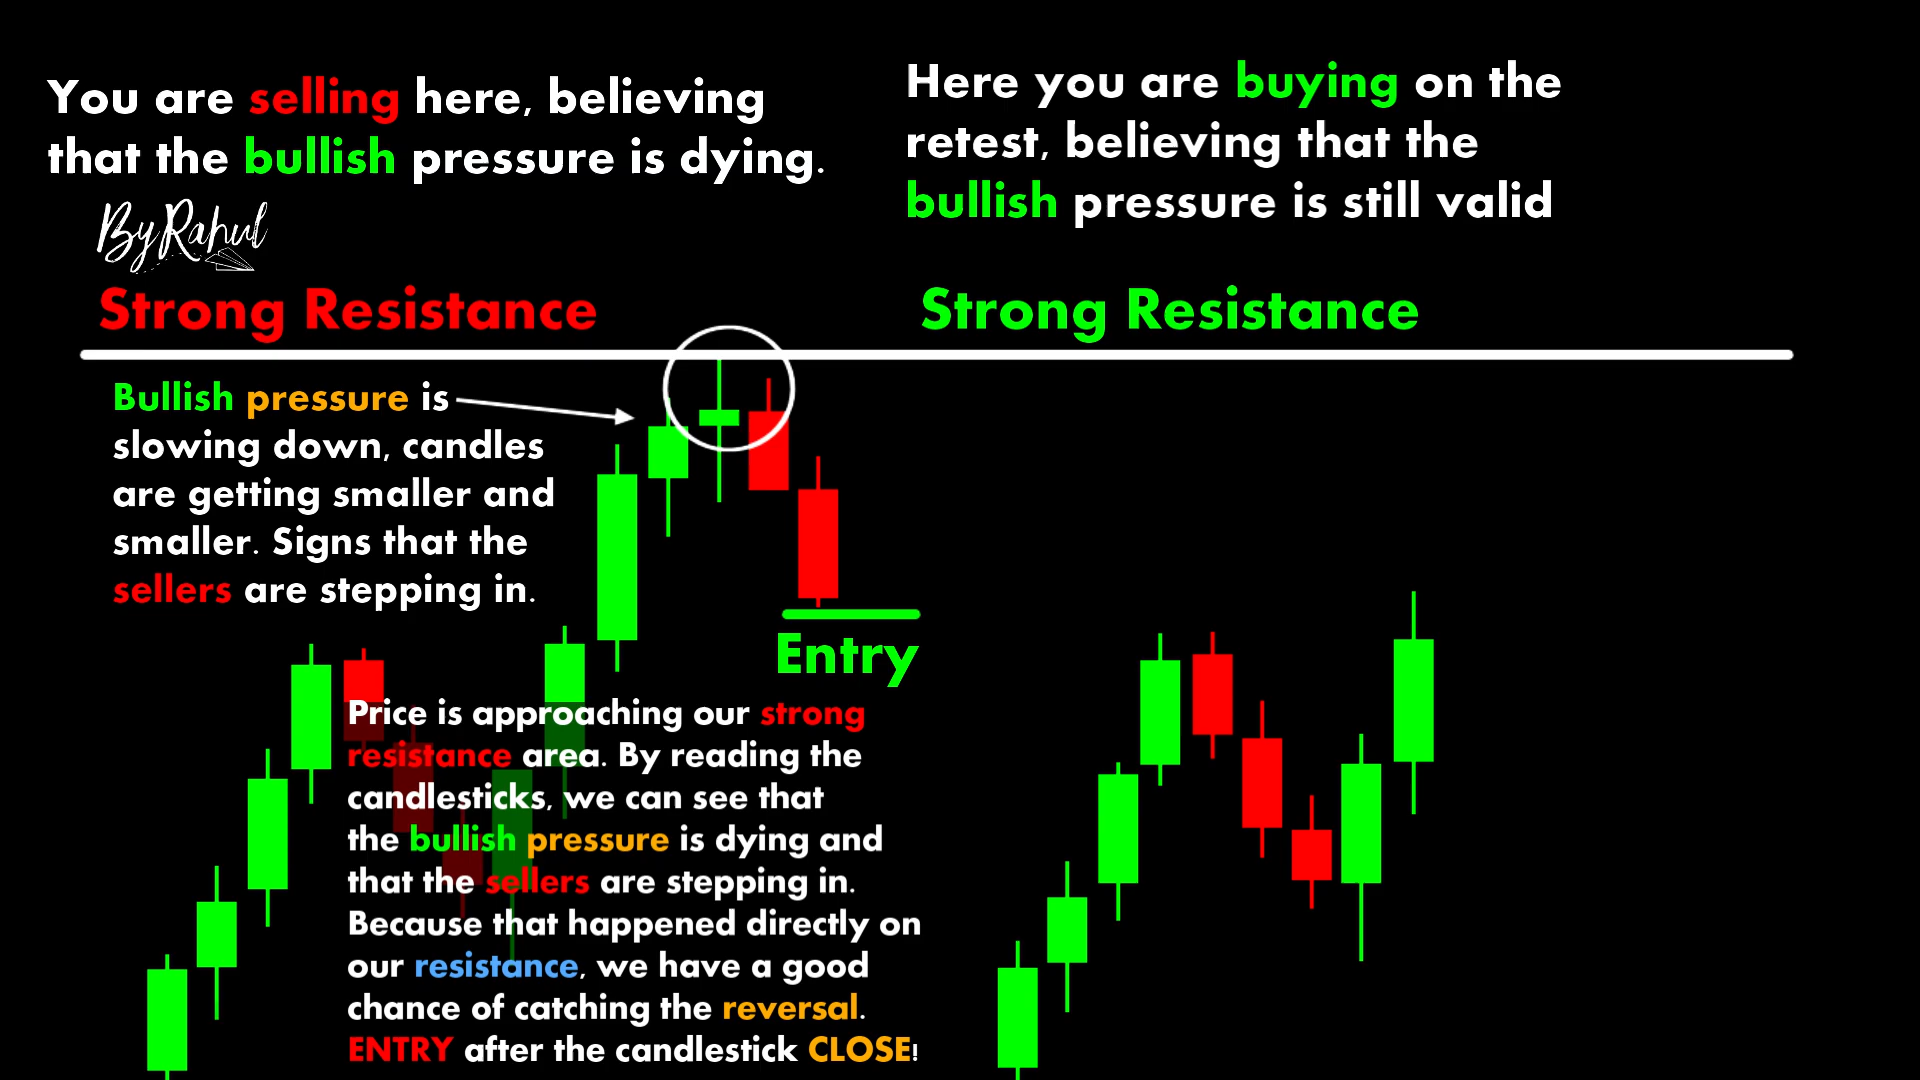 You are selling here, believing
that the bullish pressure is dying.
ByRahul
Strong Resistance
Bullish pressure is
slowing down, candles
are getting smaller and
smaller. Signs that the
sellers are stepping in.
Entry
Price is approaching our strong
resistance area. By reading the
candlesticks, we can see that
the bullish pressure is dying and
that the sellers are stepping in.
Because that happened directly on
our resistance, we have a good
chance of catching the reversal.
ENTRY after the candlestick CLOSE!
Here you are buying on the
retest, believing that the
bullish pressure is still valid
Strong Resistance